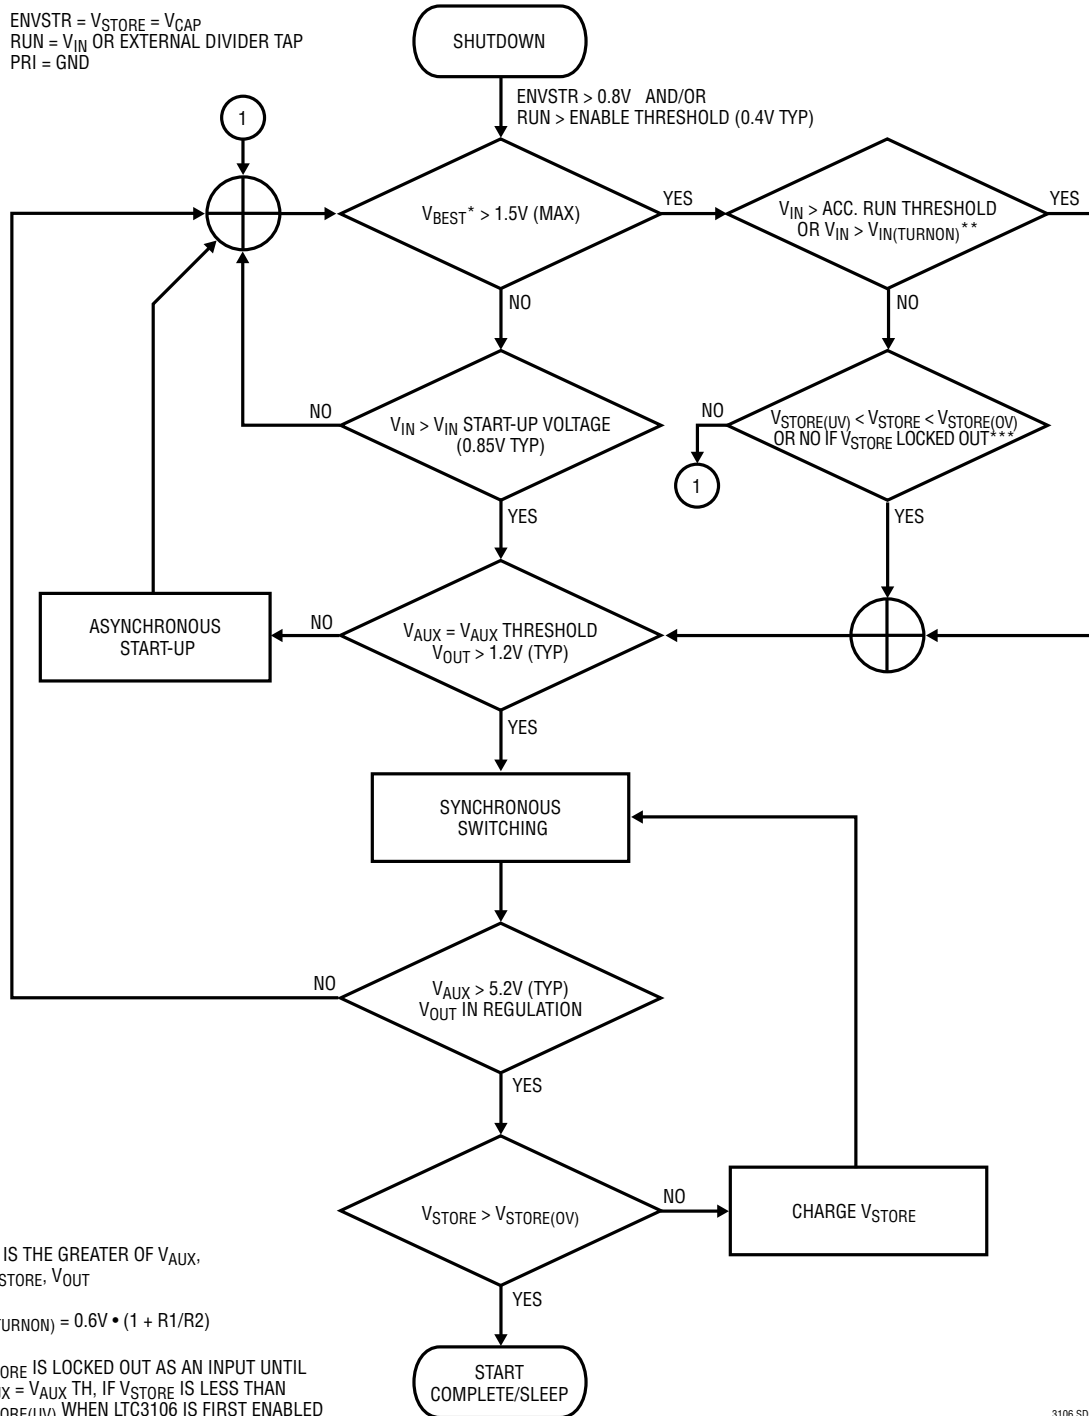 ENVSTR = VSTORE = VCAP
RUN = VIN OR EXTERNAL DIVIDER TAP
PRI = GND
SHUTDOWN
ENVSTR > 0.8V AND/OR
RUN > ENABLE THRESHOLD (0.4V TYP)
1
VBEST* > 1.5V (MAX)
YES
VIN > ACC. RUN THRESHOLD
OR VIN > VIN(TURNON)**
YES
NO
NO
NO
VIN > VIN START-UP VOLTAGE
(0.85V TYP)
NO
VSTORE(UV) < VSTORE < VSTORE(OV)
OR NO IF VSTORE LOCKED OUT***
1
YES
YES
ASYNCHRONOUS
START-UP
NO
VAUX = VAUX THRESHOLD
VOUT > 1.2V (TYP)
YES
SYNCHRONOUS
SWITCHING
NO
VAUX > 5.2V (TYP)
VOUT IN REGULATION
YES
VSTORE > VSTORE(OV)
NO
CHARGE VSTORE
YES
START
COMPLETE/SLEEP
IS THE GREATER OF VAUX,
STORE, VOUT
TURNON) = 0.6V • (1 + R1/R2)
ORE IS LOCKED OUT AS AN INPUT UNTIL
UX = VAUX TH, IF VSTORE IS LESS THAN
ORE(UV) WHEN LTC3106 IS FIRST ENABLED
3106 SD